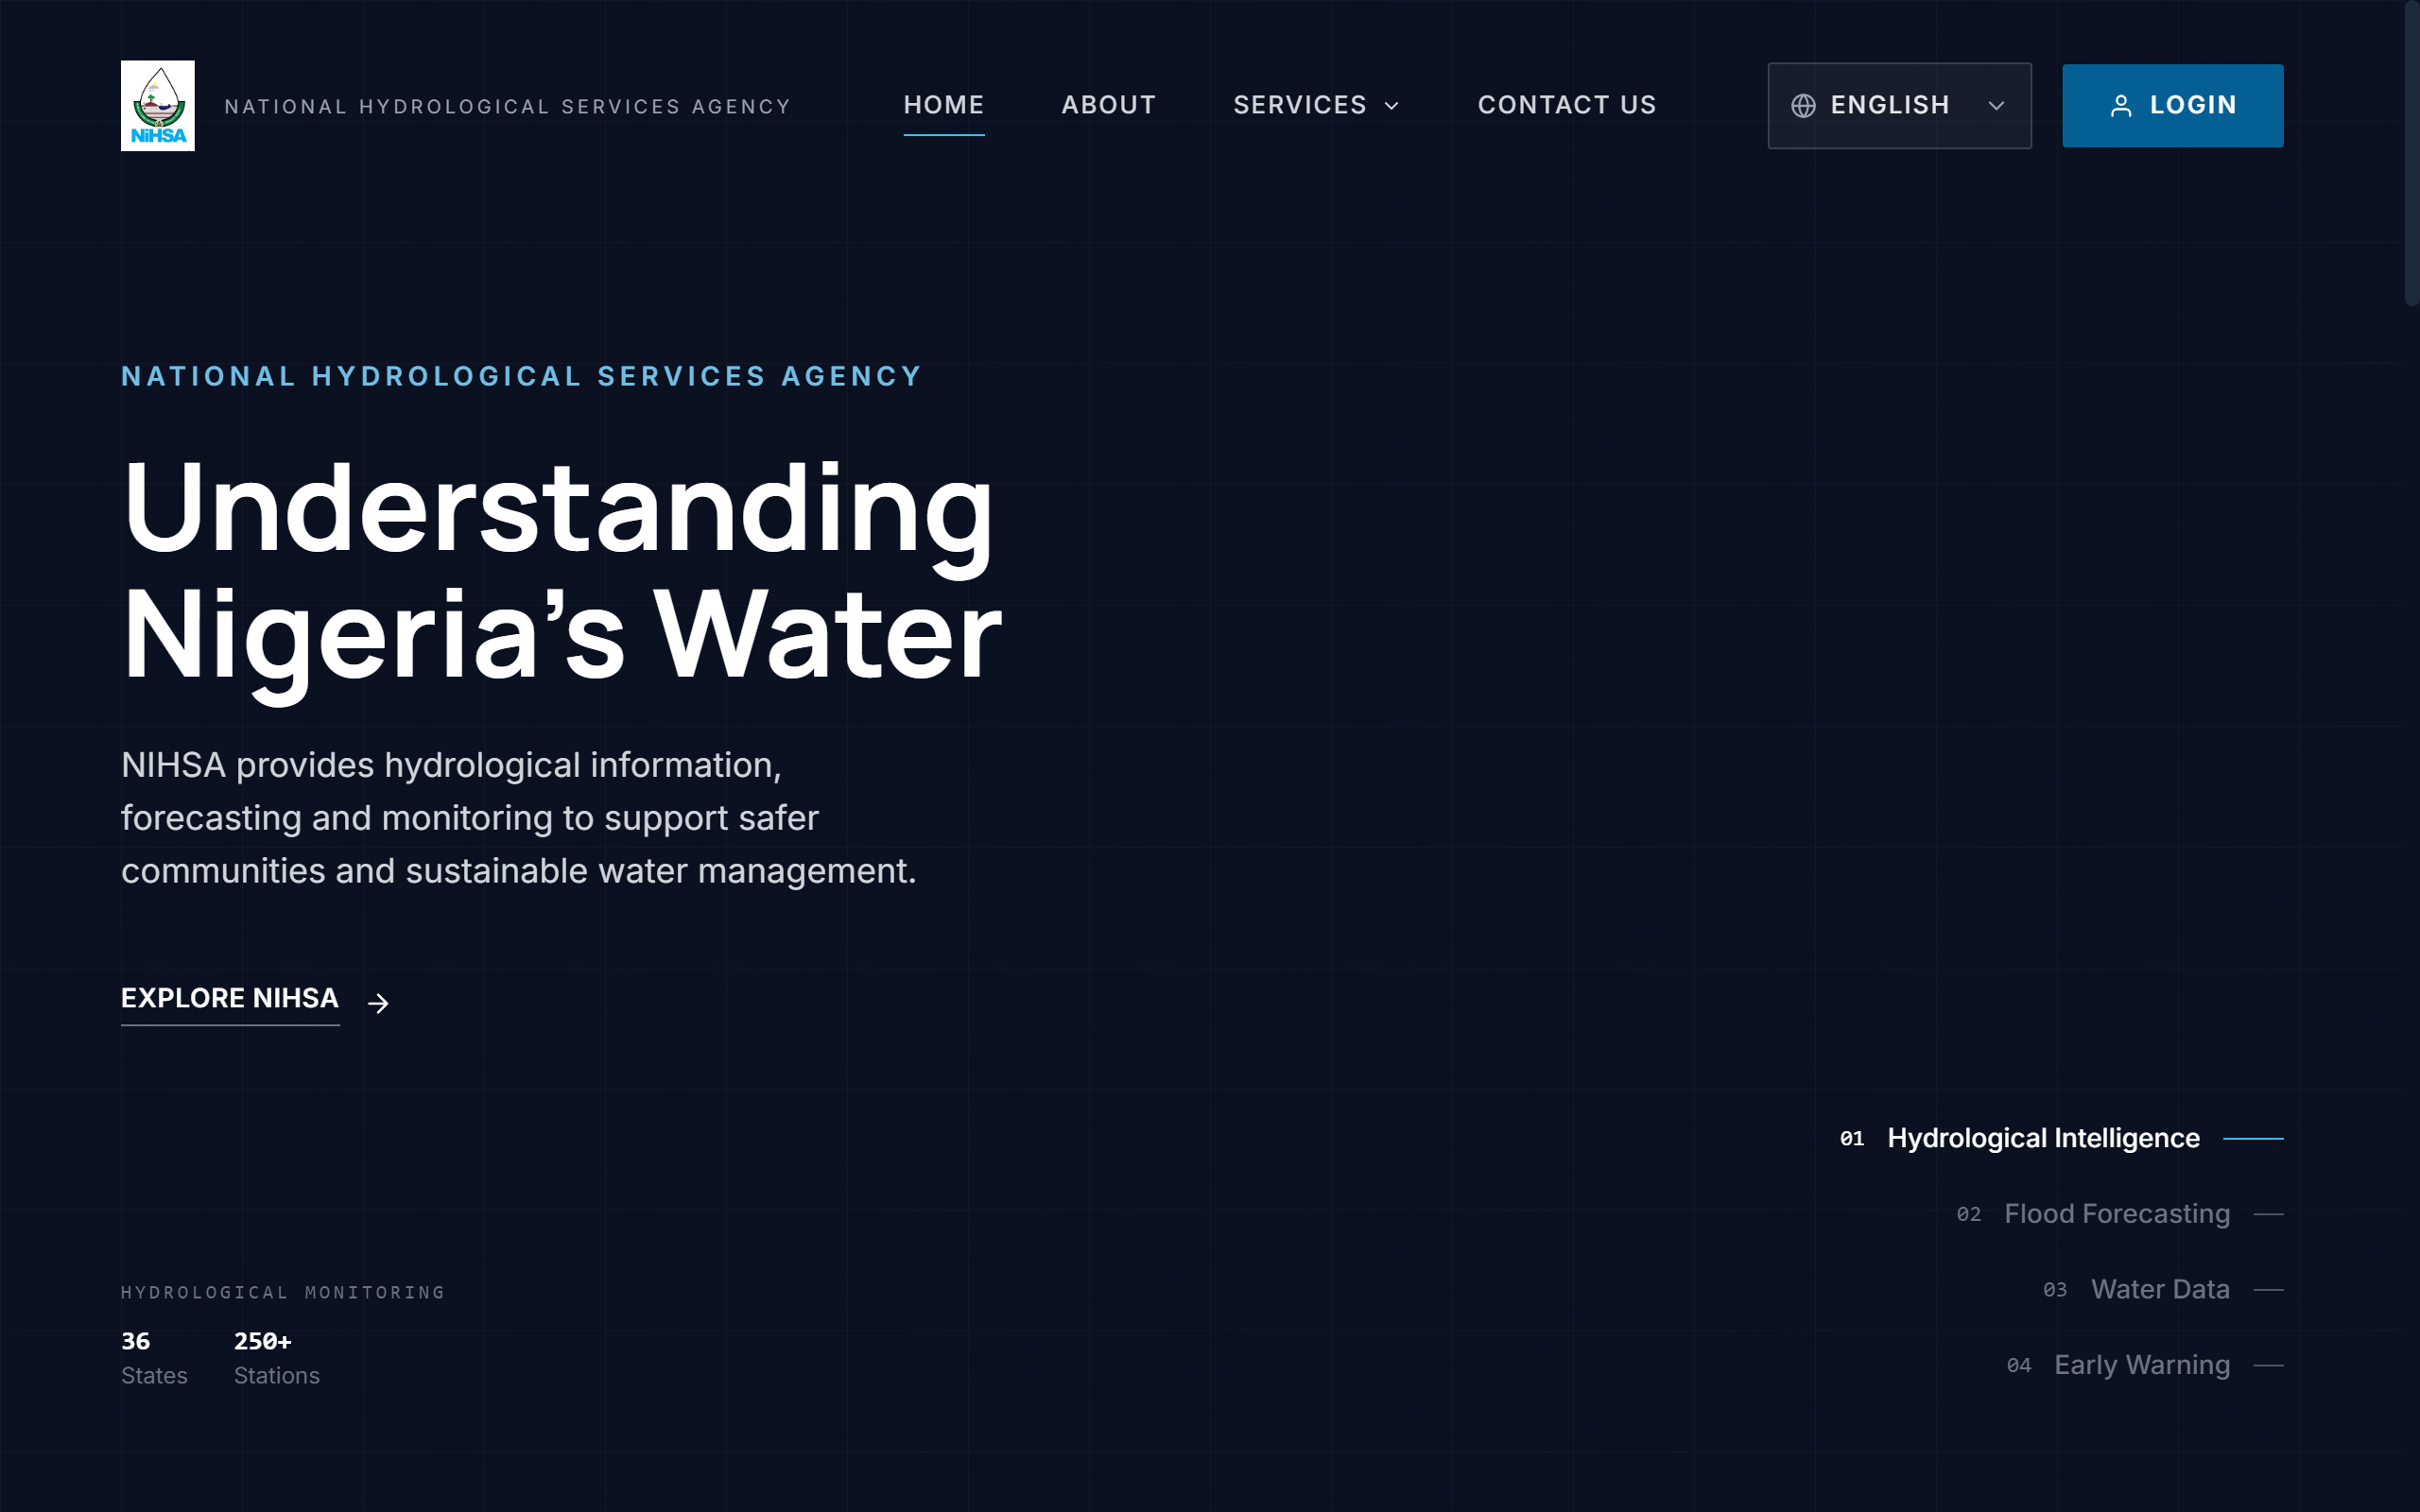 NiHSA
NATIONAL HYDROLOGICAL SERVICES AGENCY
HOME
ABOUT
SERVICES
CONTACT US
ENGLISH
LOGIN
NATIONAL HYDROLOGICAL SERVICES AGENCY
Understanding
Nigeria’s Water
NIHSA provides hydrological information,
forecasting and monitoring to support safer
communities and sustainable water management.
EXPLORE NIHSA
01 Hydrological Intelligence
02 Flood Forecasting
03 Water Data
04 Early Warning
HYDROLOGICAL MONITORING
36 250+
States Stations